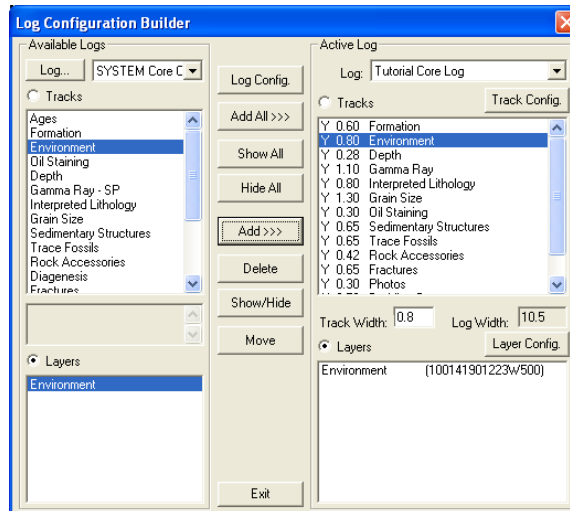 Log Configuration Builder
Available Logs
Log...
SYSTEM Core C
Tracks
Ages
Formation
Environment
Oil Staining
Depth
Gamma Ray - SP
Interpreted Lithology
Grain Size
Sedimentary Structures
Trace Fossils
Rock Accessories
Diagenesis
Fractures
Layers
Environment
Log Config.
Add All >>>
Show All
Hide All
Add >>>
Delete
Show/Hide
Move
Exit
Active Log
Log: Tutorial Core Log
Tracks
Track Config.
Y 0.60 Formation
Y 0.80 Environment
Y 0.28 Depth
Y 1.10 Gamma Ray
Y 0.80 Interpreted Lithology
Y 1.30 Grain Size
Y 0.30 Oil Staining
Y 0.65 Sedimentary Structures
Y 0.65 Trace Fossils
Y 0.42 Rock Accessories
Y 0.65 Fractures
Y 0.30 Photos
Track Width: 0.8 Log Width: 10.5
Layers
Layer Config.
Environment (100141901223W500)